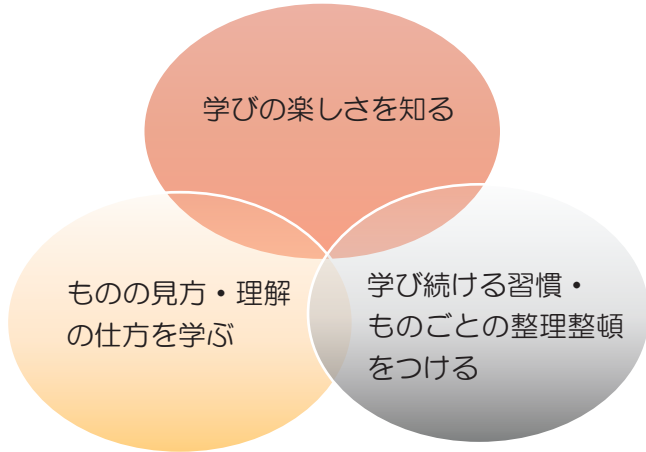 学びの楽しさを知る
ものの見方・理解
の仕方を学ぶ
学び続ける習慣・
ものごとの整理整頓
をつける